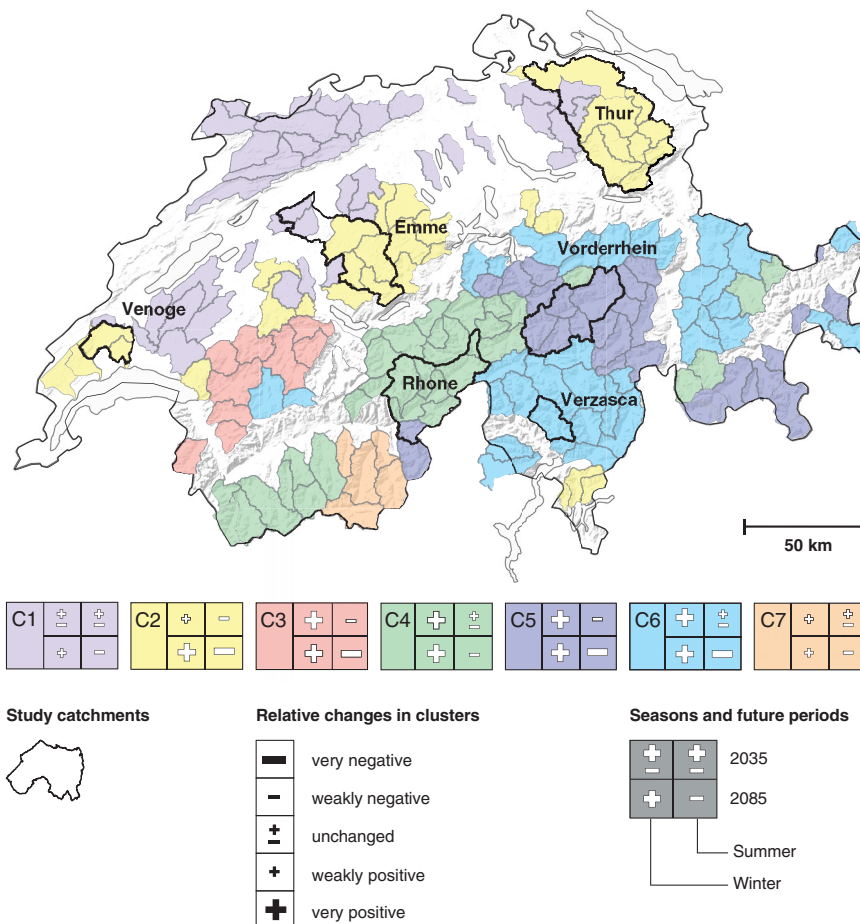 Thur
Emme
Vorderrhein
Venoge
Rhone
Verzasca
50 km
C1 ± ± + -
C2 + - + -
C3 + - + -
C4 + ± + -
C5 + - + -
C6 + ± + -
C7 + ± + -
Study catchments
Relative changes in clusters
Seasons and future periods
- very negative
- weakly negative
± unchanged
+ weakly positive
+ very positive
± ± 2035
+ - 2085
Summer
Winter